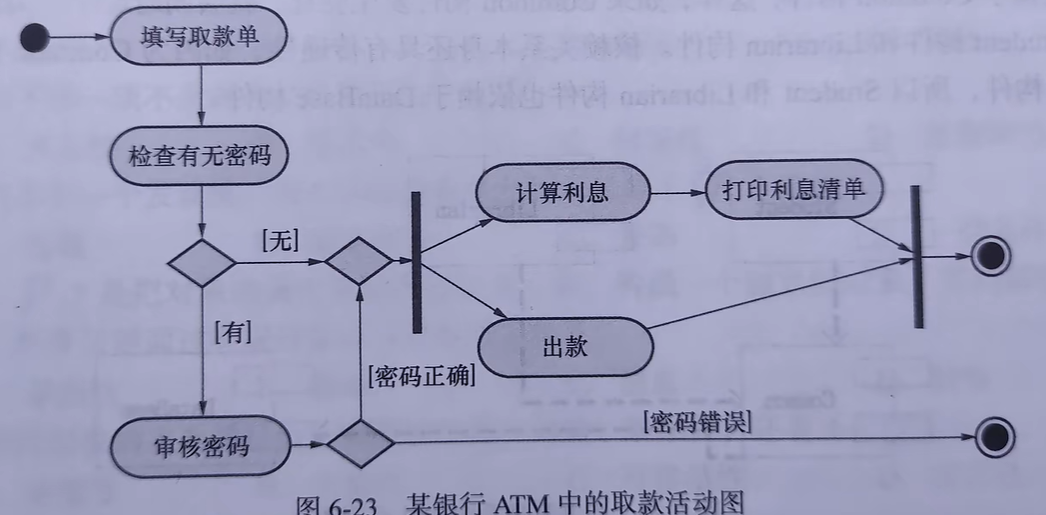 填写取款单
检查有无密码
计算利息
打印利息清单
[无]
[有]
出款
[密码正确]
[密码错误]
审核密码
图 6-23 某银行 ATM 中的取款活动图